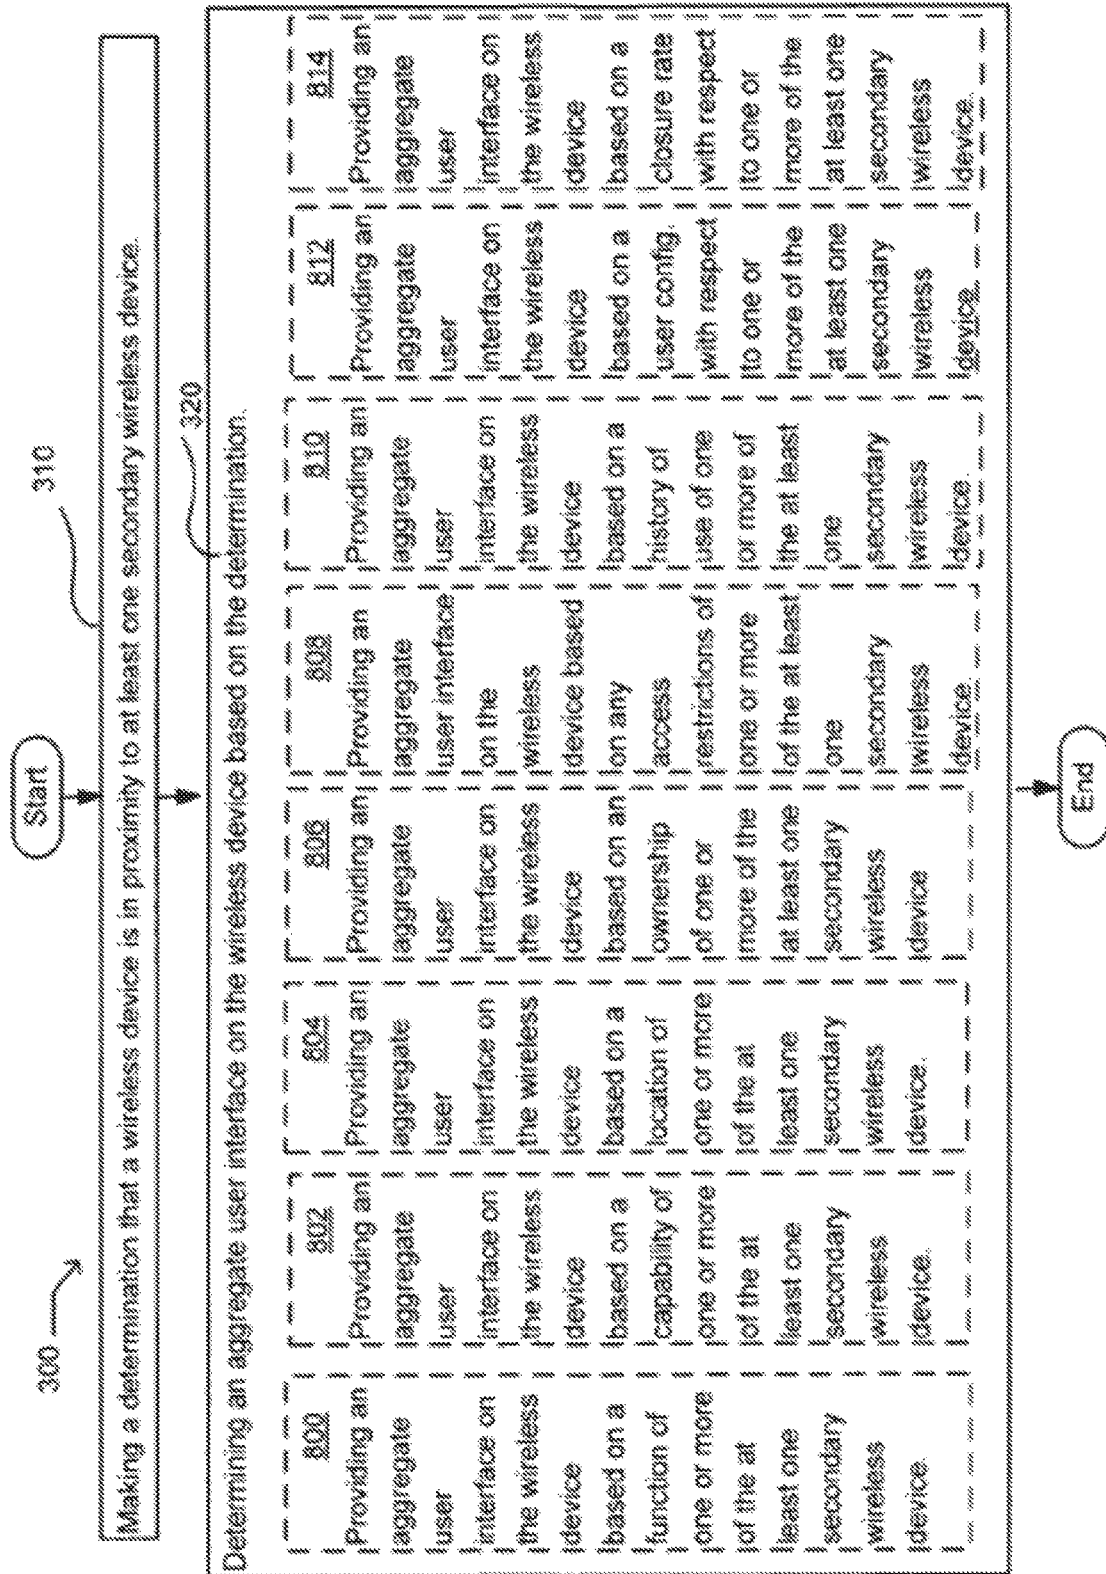 Start
300
310
Making a determination that a wireless device is in proximity to at least one secondary wireless device.
320
Determining an aggregate user interface on the wireless device based on the determination.
800
Providing an
aggregate
user
interface on
the wireless
device
based on a
function of
one or more
of the at
least one
secondary
wireless
device.
802
Providing an
aggregate
user
interface on
the wireless
device
based on a
capability of
one or more
of the at
least one
secondary
wireless
device.
804
Providing an
aggregate
user
interface on
the wireless
device
based on a
location of
one or more
of the at
least one
secondary
wireless
device.
806
Providing an
aggregate
user
interface on
the wireless
device
based on an
ownership
of one or
more of the
at least one
secondary
wireless
device
808
Providing an
aggregate
user interface
on the
wireless
device based
on any
access
restrictions of
one or more
of the at least
one
secondary
wireless
device.
810
Providing an
aggregate
user
interface on
the wireless
device
based on a
history of
use of one
or more of
the at least
one
secondary
wireless
device.
812
Providing an
aggregate
user
interface on
the wireless
device
based on a
user config.
with respect
to one or
more of the
at least one
secondary
wireless
device.
814
Providing an
aggregate
user
interface on
the wireless
device
based on a
closure rate
with respect
to one or
more of the
at least one
secondary
wireless
device.
End